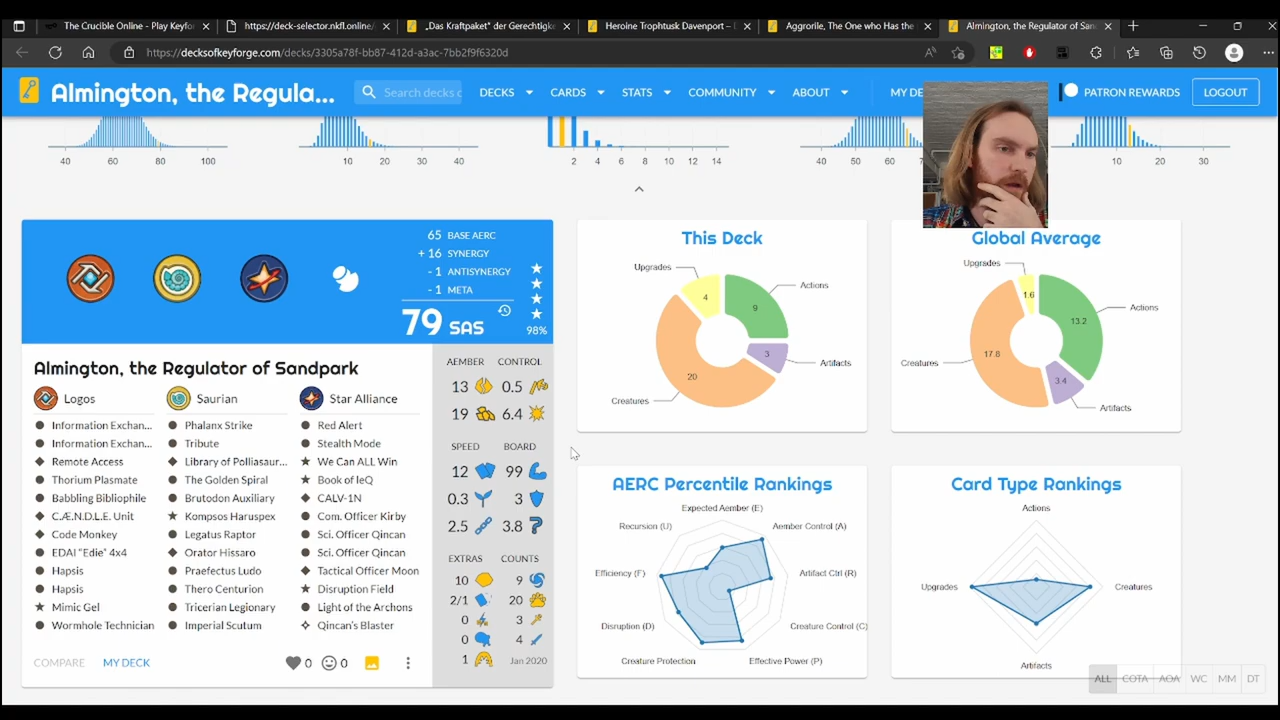 The Crucible Online - Play Keyfor
https://deck-selector.nkfl.online/
„Das Kraftpaket“ der Gerechtigke
Heroine Trophtusk Davenport – D
Aggrorile, The One who Has the
Almington, the Regulator of Sand
https://decksofkeyforge.com/decks/3305a78f-bb87-412d-a3ac-7bb2f9f6320d
Almington, the Regula...
Search decks
DECKS
CARDS
STATS
COMMUNITY
ABOUT
MY DE
PATRON REWARDS
LOGOUT
40 60 80 100
10 20 30 40
2 4 6 8 10 12 14
40 50 60
10 20 30
65 BASE AERC
+ 16 SYNERGY
- 1 ANTISYNERGY
- 1 META
79 SAS
98%
Almington, the Regulator of Sandpark
Logos
Information Exchan...
Information Exchan...
Remote Access
Thorium Plasmate
Babbling Bibliophile
C.Æ.N.D.L.E. Unit
Code Monkey
EDAI “Edie” 4x4
Hapsis
Hapsis
Mimic Gel
Wormhole Technician
Saurian
Phalanx Strike
Tribute
Library of Polliasaur...
The Golden Spiral
Brutodon Auxiliary
Kompsos Haruspex
Legatus Raptor
Orator Hissaro
Praefectus Ludo
Thero Centurion
Tricerian Legionary
Imperial Scutum
Star Alliance
Red Alert
Stealth Mode
We Can ALL Win
Book of leQ
CALV-1N
Com. Officer Kirby
Sci. Officer Qincan
Sci. Officer Qincan
Tactical Officer Moon
Disruption Field
Light of the Archons
Qincan's Blaster
AEMBER CONTROL
13 0.5
19 6.4
SPEED BOARD
12 99
0.3 3
2.5 3.8
EXTRAS COUNTS
10 9
2/1 20
0 3
0 4
1 Jan 2020
COMPARE
MY DECK
0
0
This Deck
Upgrades
4
Actions
9
3
Artifacts
20
Creatures
Global Average
Upgrades
1.6
Actions
13.2
17.8
Creatures
3.4
Artifacts
AERC Percentile Rankings
Expected Aember (E)
Recursion (U)
Aember Control (A)
Efficiency (F)
Artifact Ctrl (R)
Disruption (D)
Creature Control (C)
Creature Protection
Effective Power (P)
Card Type Rankings
Actions
Upgrades
Creatures
Artifacts
ALL COTA AOA WC MM DT